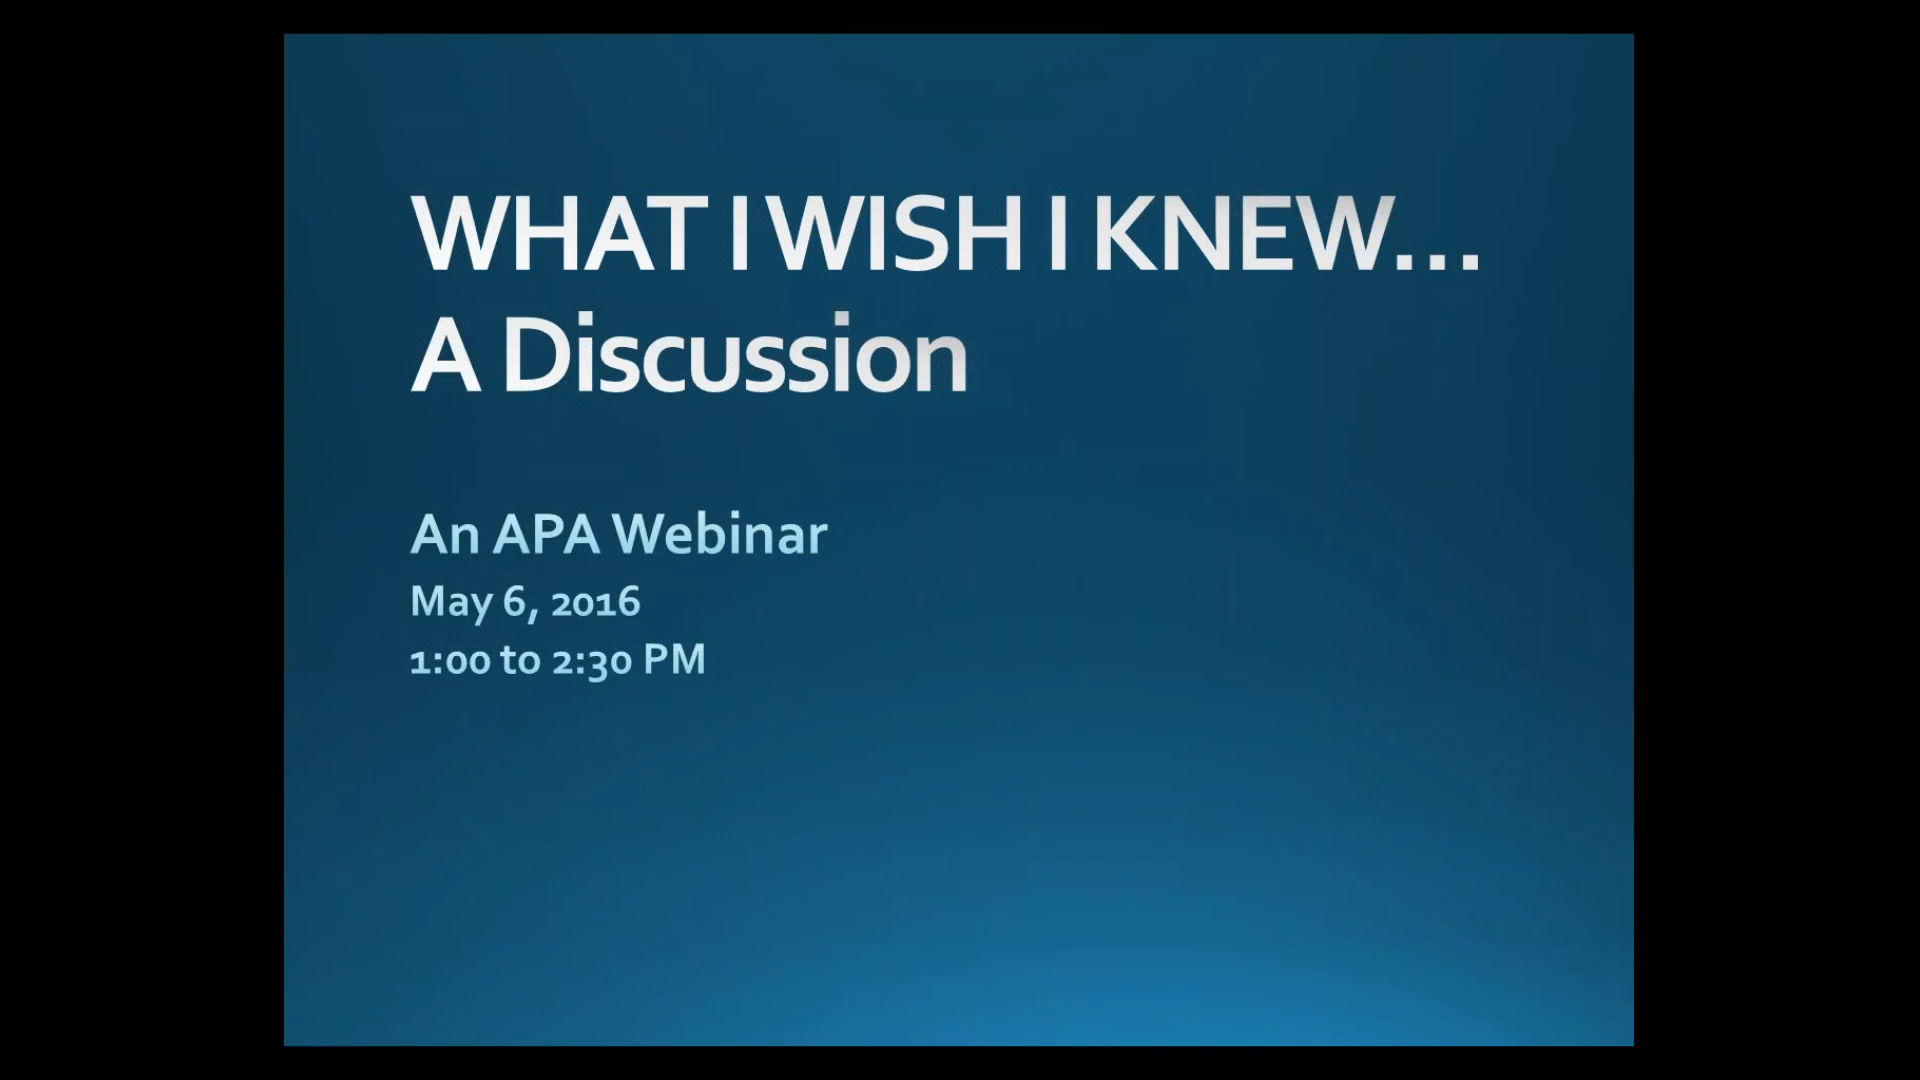 WHAT I WISH I KNEW...
A Discussion
An APA Webinar
May 6, 2016
1:00 to 2:30 PM